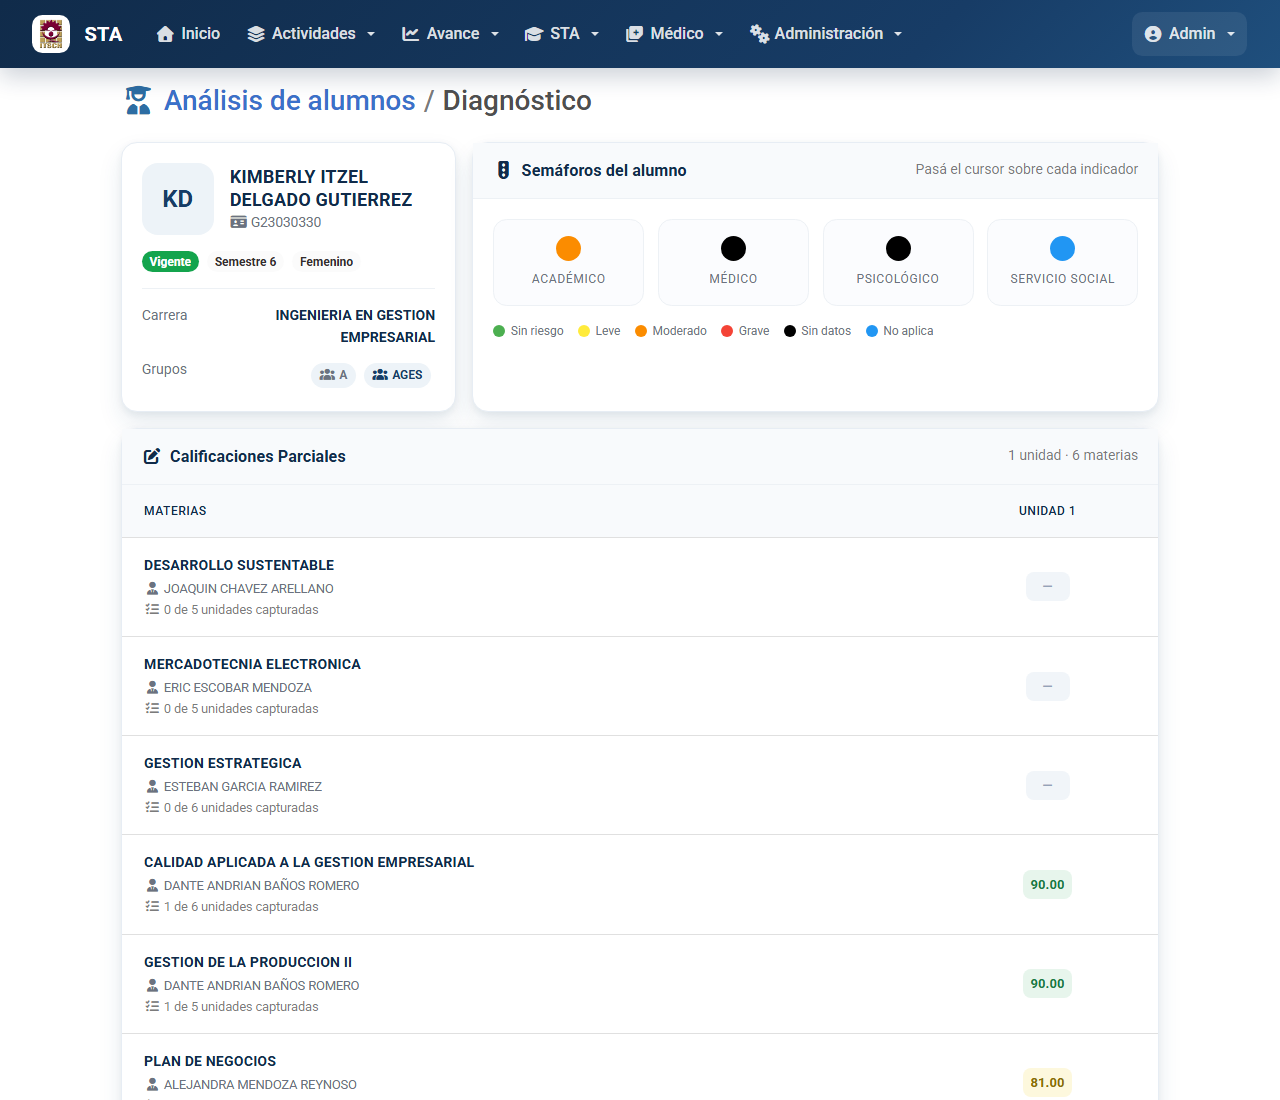 STA
Inicio
Actividades
Avance
STA
Médico
Administración
Admin
Análisis de alumnos / Diagnóstico
KD
KIMBERLY ITZEL
DELGADO GUTIERREZ
G23030330
Vigente
Semestre 6
Femenino
Carrera
INGENIERIA EN GESTION
EMPRESARIAL
Grupos
A
AGES
Semáforos del alumno
Pasá el cursor sobre cada indicador
ACADÉMICO
MÉDICO
PSICOLÓGICO
SERVICIO SOCIAL
Sin riesgo
Leve
Moderado
Grave
Sin datos
No aplica
Calificaciones Parciales
1 unidad · 6 materias
MATERIAS
UNIDAD 1
DESARROLLO SUSTENTABLE
JOAQUIN CHAVEZ ARELLANO
0 de 5 unidades capturadas
—
MERCADOTECNIA ELECTRONICA
ERIC ESCOBAR MENDOZA
0 de 5 unidades capturadas
—
GESTION ESTRATEGICA
ESTEBAN GARCIA RAMIREZ
0 de 6 unidades capturadas
—
CALIDAD APLICADA A LA GESTION EMPRESARIAL
DANTE ANDRIAN BAÑOS ROMERO
1 de 6 unidades capturadas
90.00
GESTION DE LA PRODUCCION II
DANTE ANDRIAN BAÑOS ROMERO
1 de 5 unidades capturadas
90.00
PLAN DE NEGOCIOS
ALEJANDRA MENDOZA REYNOSO
81.00